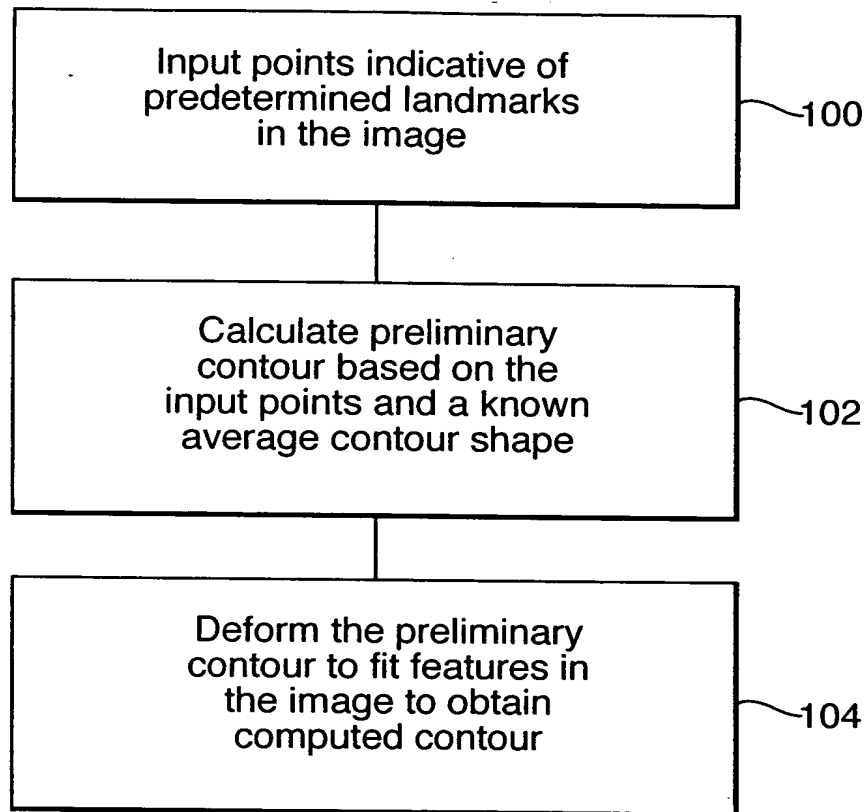 Input points indicative of
predetermined landmarks
in the image
100
Calculate preliminary
contour based on the
input points and a known
average contour shape
102
Deform the preliminary
contour to fit features in
the image to obtain
computed contour
104